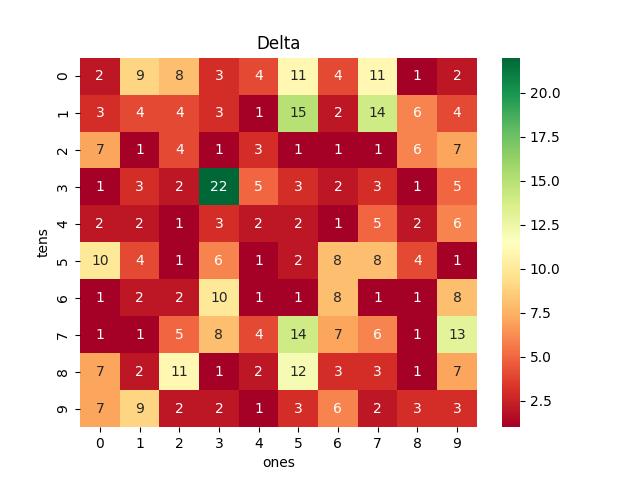 Delta
0 2 9 8 3 4 11 4 11 1 2
1 3 4 4 3 1 15 2 14 6 4
2 7 1 4 1 3 1 1 1 6 7
3 1 3 2 22 5 3 2 3 1 5
4 2 2 1 3 2 2 1 5 2 6
5 10 4 1 6 1 2 8 8 4 1
6 1 2 2 10 1 1 8 1 1 8
7 1 1 5 8 4 14 7 6 1 13
8 7 2 11 1 2 12 3 3 1 7
9 7 9 2 2 1 3 6 2 3 3
0 1 2 3 4 5 6 7 8 9
ones
tens
20.0
17.5
15.0
12.5
10.0
7.5
5.0
2.5